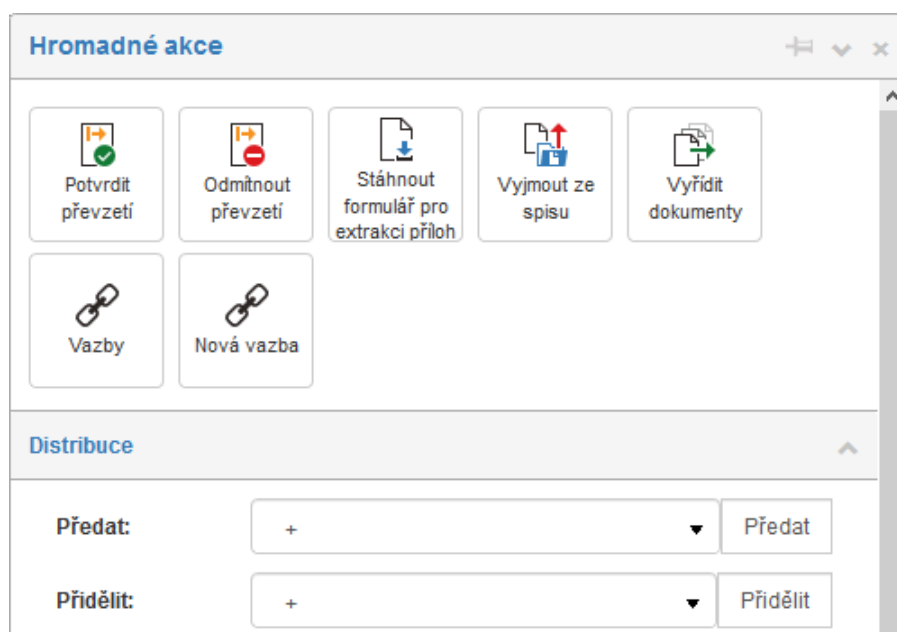 Hromadné akce
Potvrdit
převzetí
Odmítnout
převzetí
Stáhnout
formulář pro
extrakci příloh
Vyjmout ze
spisu
Vyřídit
dokumenty
Vazby
Nová vazba
Distribuce
Předat: + Předat
Přidělit: + Přidělit